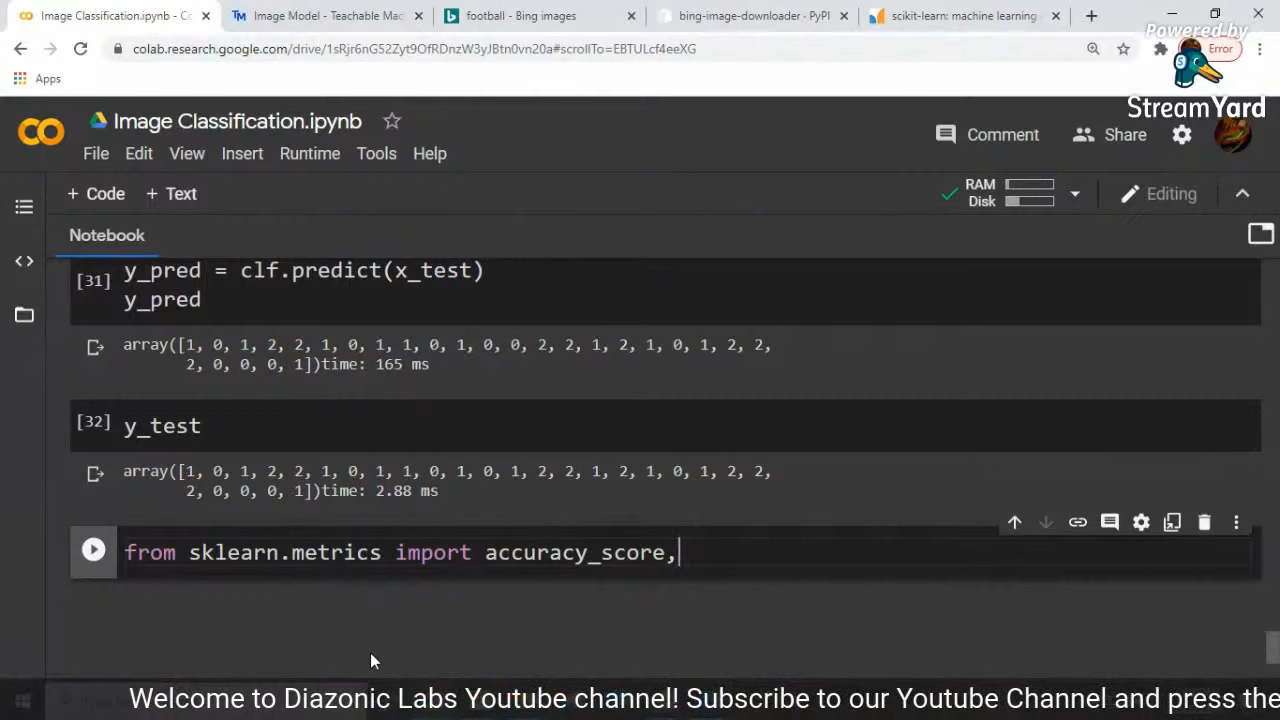 Image Classification.ipynb - Co
Image Model - Teachable Mac
football - Bing images
bing-image-downloader · PyPI
scikit-learn: machine learning
colab.research.google.com/drive/1sRjr6nG52Zyt9OfRDnzW3yJBtn0vn20a#scrollTo=EBTULcf4eeXG
Error
Powered by
StreamYard
Apps
Image Classification.ipynb
Comment
Share
File Edit View Insert Runtime Tools Help
+ Code + Text
RAM
Disk
Editing
Notebook
[31] y_pred = clf.predict(x_test)
y_pred
array([1, 0, 1, 2, 2, 1, 0, 1, 1, 0, 1, 0, 0, 2, 2, 1, 2, 1, 0, 1, 2, 2,
2, 0, 0, 0, 1])time: 165 ms
[32] y_test
array([1, 0, 1, 2, 2, 1, 0, 1, 1, 0, 1, 0, 1, 2, 2, 1, 2, 1, 0, 1, 2, 2,
2, 0, 0, 0, 1])time: 2.88 ms
from sklearn.metrics import accuracy_score,
Welcome to Diazonic Labs Youtube channel! Subscribe to our Youtube Channel and press the